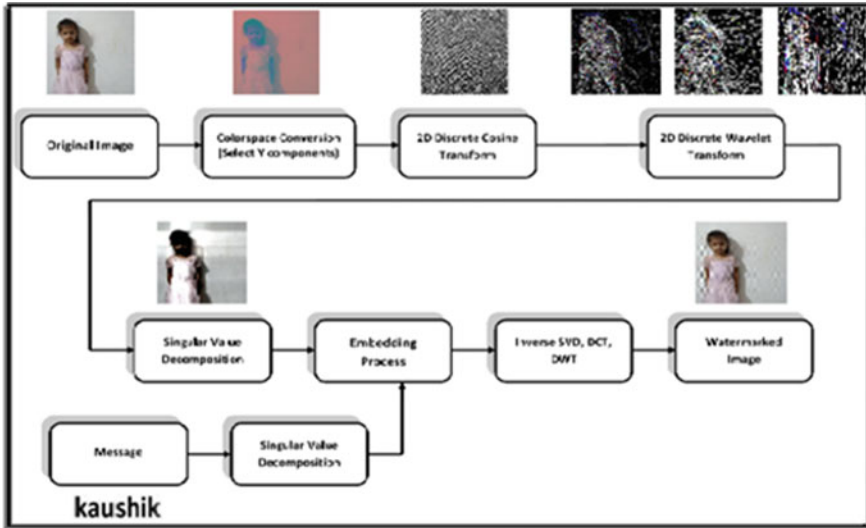 Original Image
Colorspace Conversion
(Select Y components)
2D Discrete Cosine
Transform
2D Discrete Wavelet
Transform
Singular Value
Decomposition
Embedding
Process
Inverse SVD, DCT,
DWT
Watermarked
Image
Message
Singular Value
Decomposition
kaushik